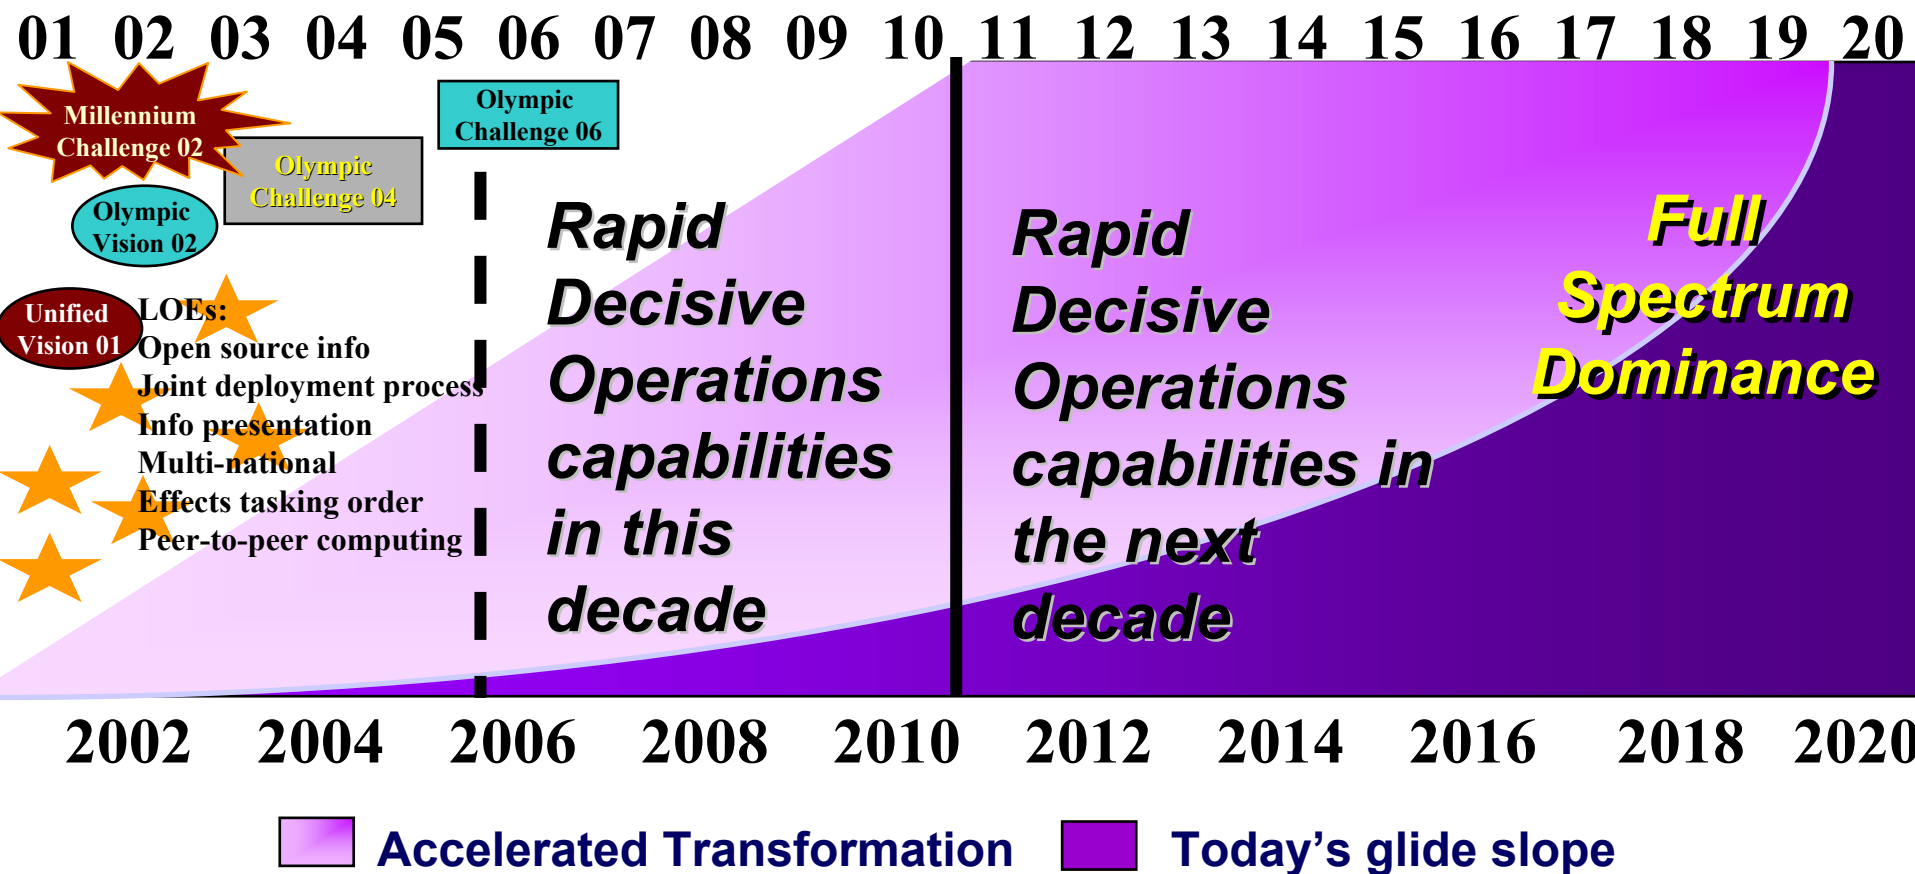 01 02 03 04 05 06 07 08 09 10 11 12 13 14 15 16 17 18 19 20
Millennium
Challenge 02
Olympic
Challenge 04
Olympic
Challenge 06
Olympic
Vision 02
Unified
Vision 01
LOEs:
Open source info
Joint deployment process
Info presentation
Multi-national
Effects tasking order
Peer-to-peer computing
Rapid
Decisive
Operations
capabilities
in this
decade
Rapid
Decisive
Operations
capabilities in
the next
decade
Full
Spectrum
Dominance
2002 2004 2006 2008 2010 2012 2014 2016 2018 2020
Accelerated Transformation
Today's glide slope